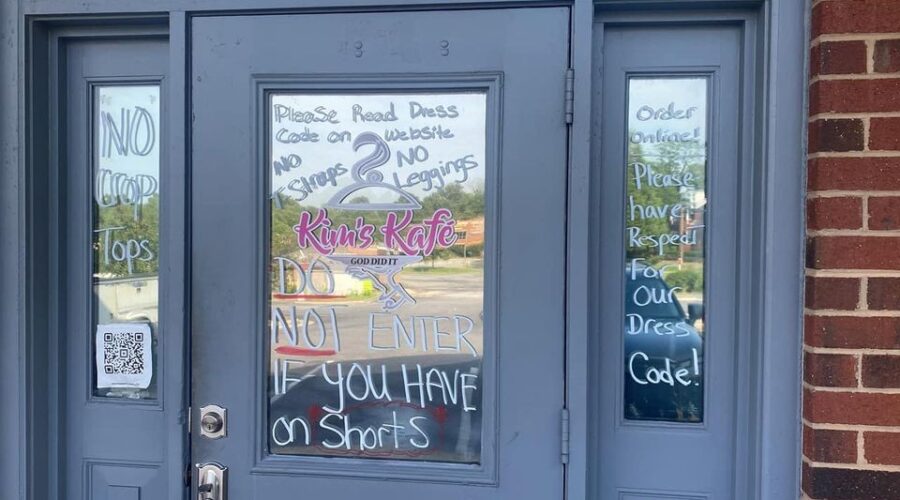 NO
CroP
Tops
Please Read Dress
Code on website
NO
T Straps
NO
Leggings
Kim's Kafé
GOD DID IT
DO
NOT ENTER
IF YOU HAVE
on Shorts
Order
Online!
Please
have
Respect
For
Our
Dress
Code!